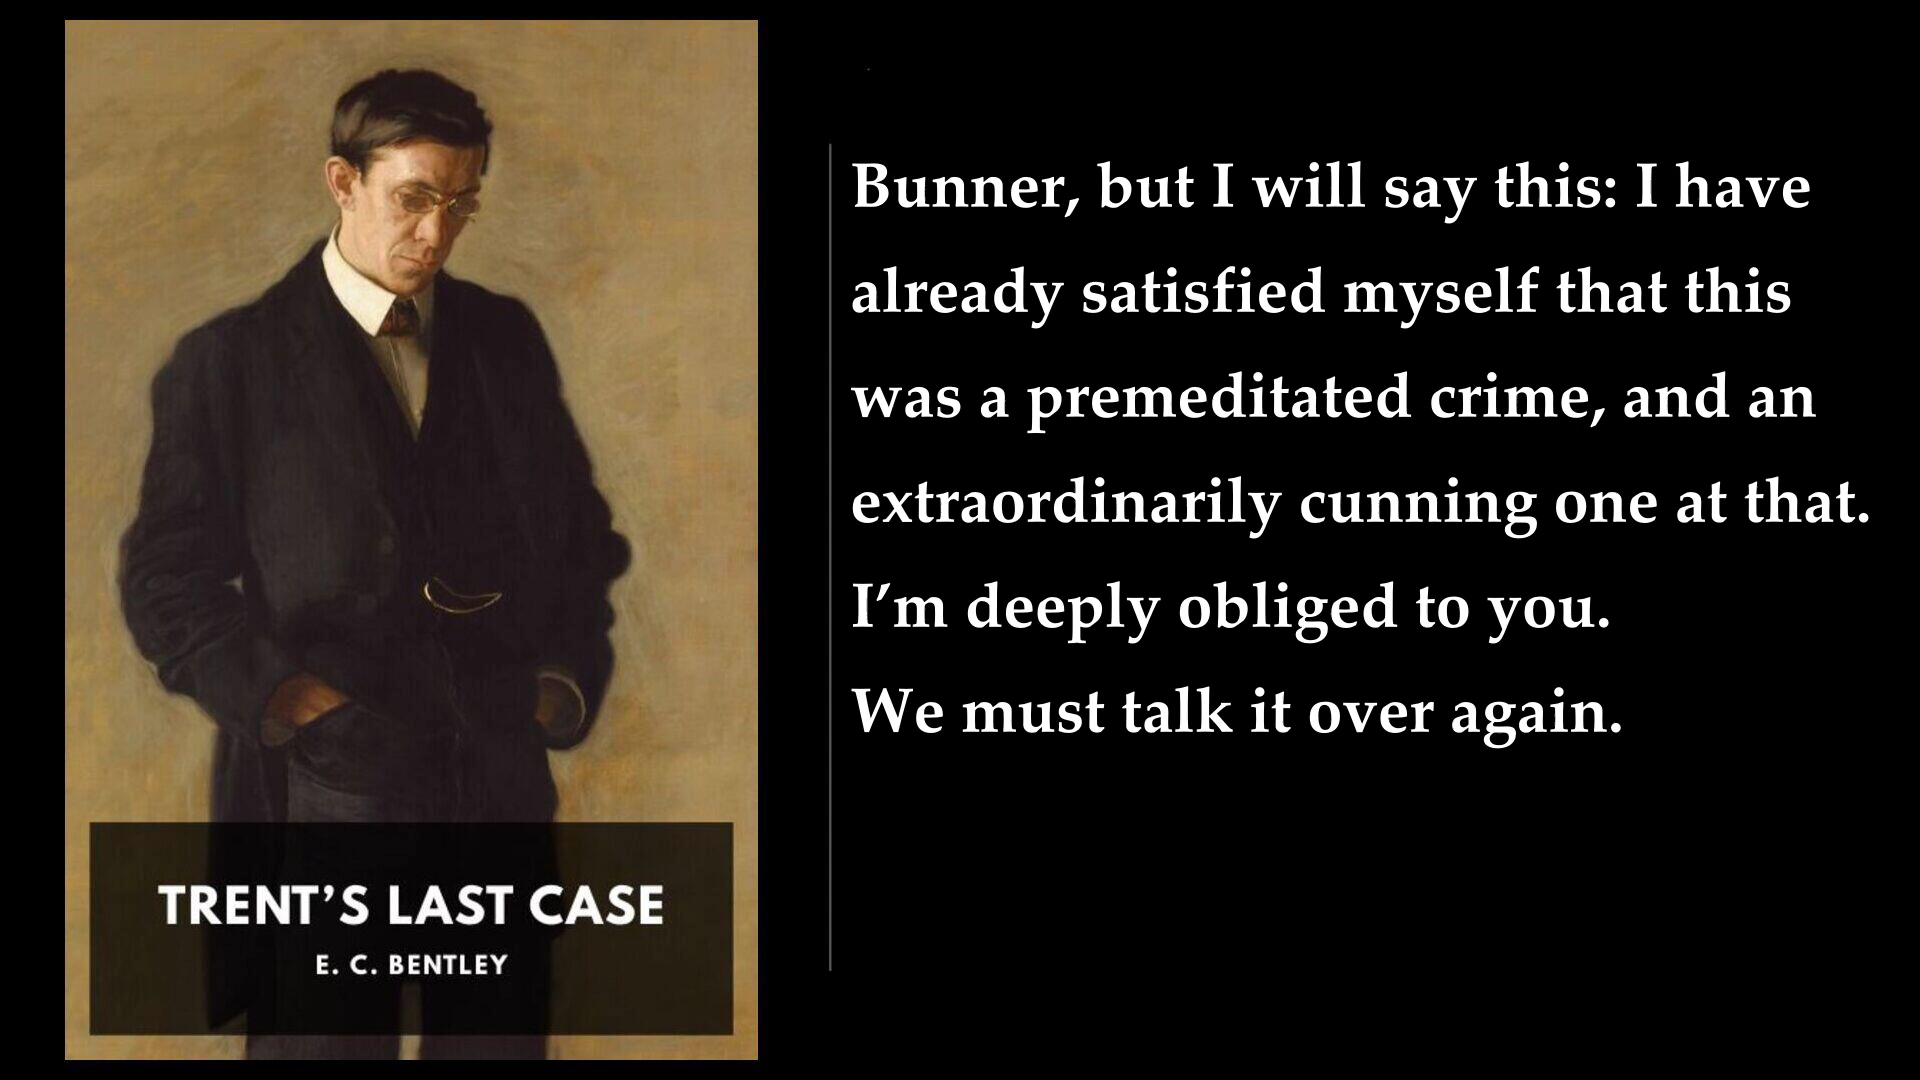 TRENT’S LAST CASE
E. C. BENTLEY
Bunner, but I will say this: I have
already satisfied myself that this
was a premeditated crime, and an
extraordinarily cunning one at that.
I’m deeply obliged to you.
We must talk it over again.